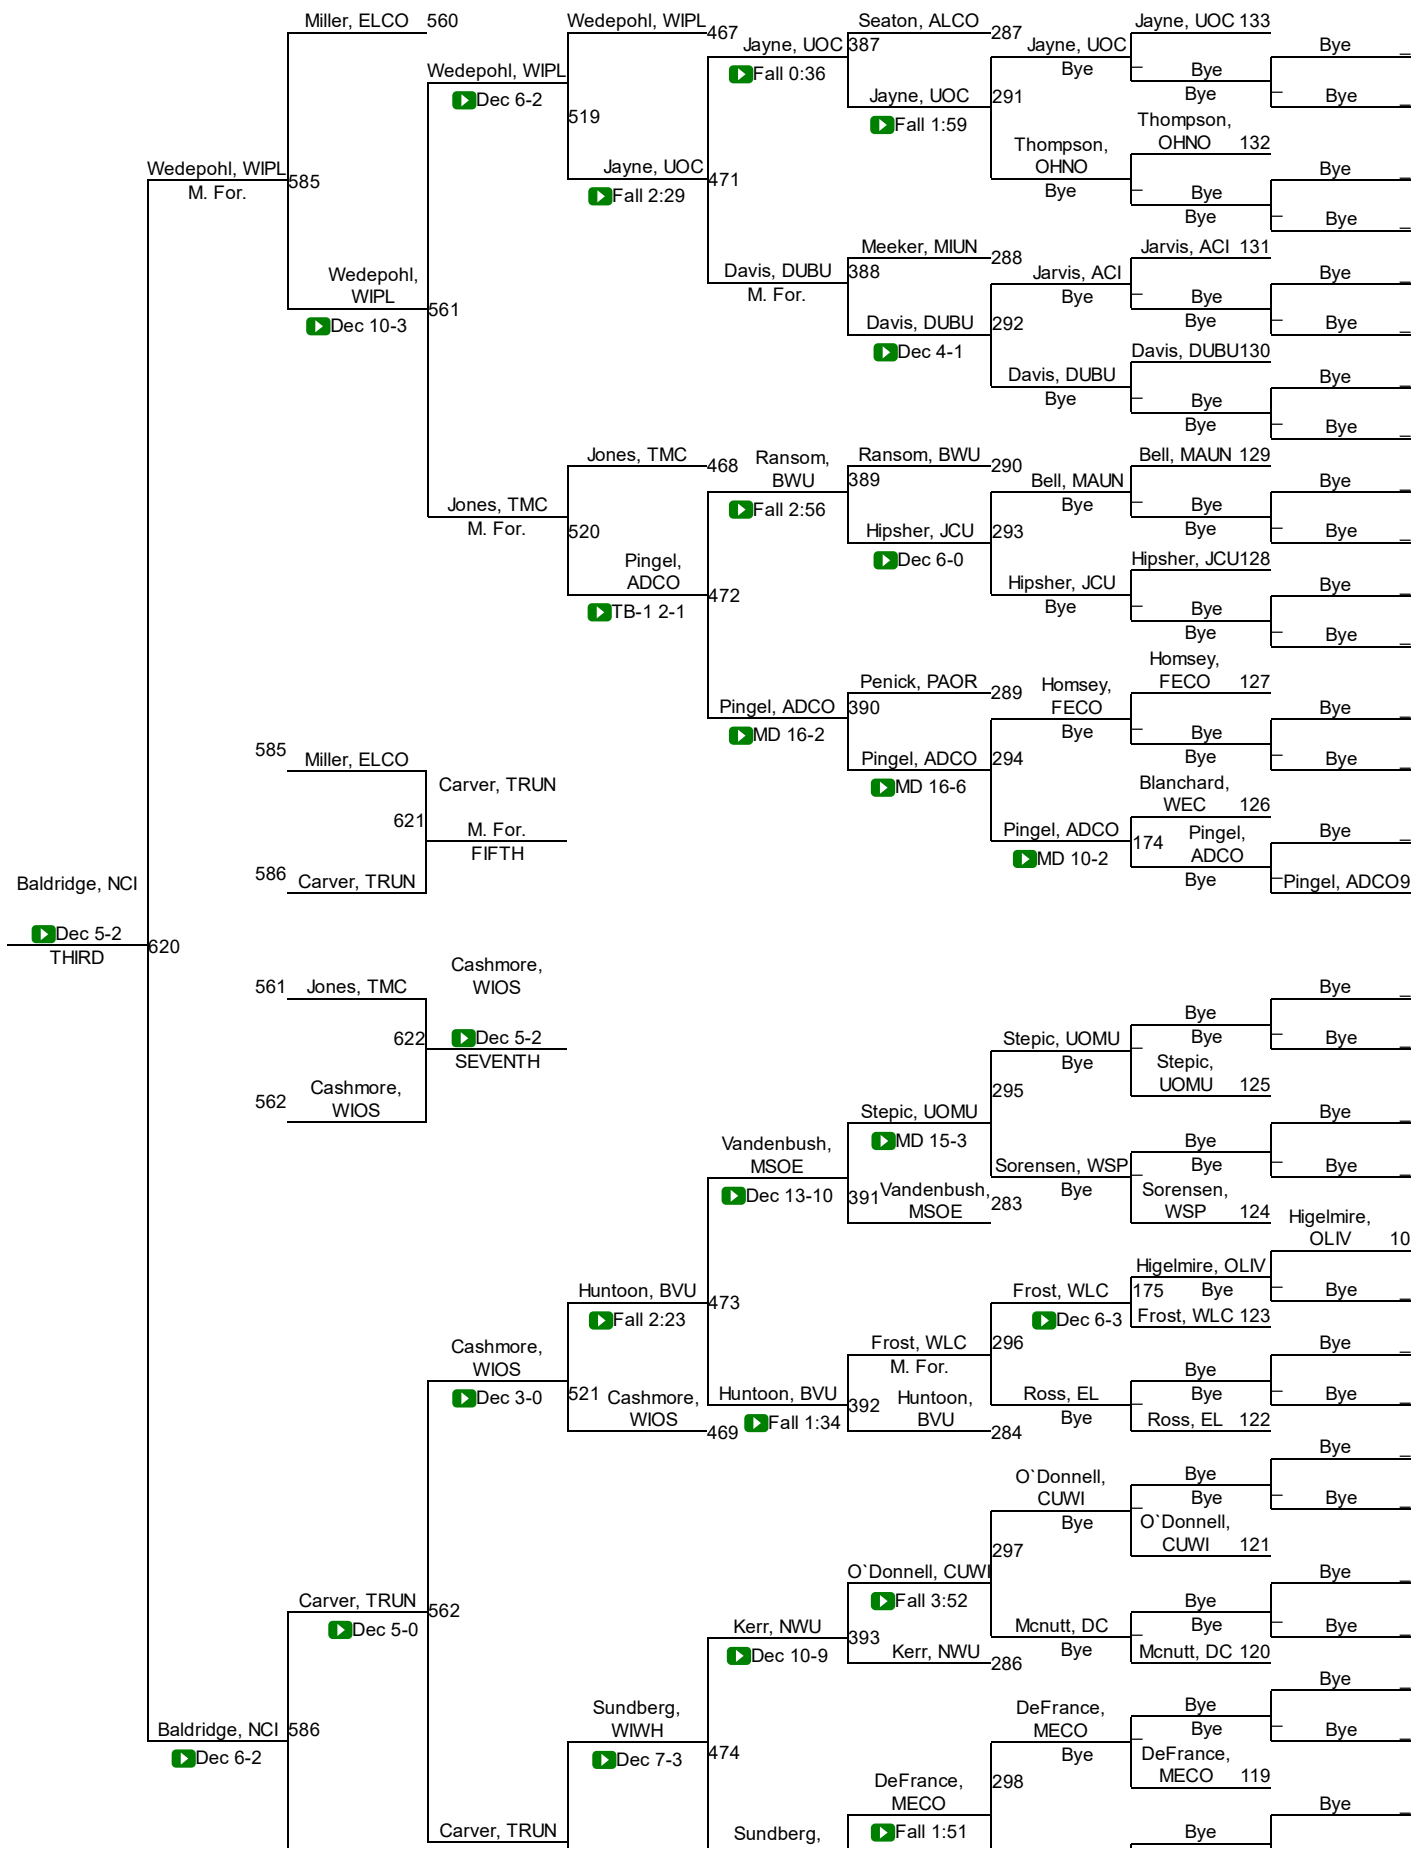 Miller, ELCO 560
Wedepohl, WIPL 467
Seaton, ALCO 287
Jayne, UOC 133
Jayne, UOC 387
Jayne, UOC
Bye
Bye _
Wedepohl, WIPL
Fall 0:36
Bye
Bye
Dec 6-2
Jayne, UOC 291
Bye
Bye _
519
Fall 1:59
Thompson,
OHNO 132
Thompson,
OHNO
Wedepohl, WIPL 585
M. For.
Jayne, UOC 471
Fall 2:29
Bye
Bye
Bye
Bye _
Bye _
Meeker, MIUN 288
Jarvis, ACI 131
Davis, DUBU 388
M. For.
Jarvis, ACI
Bye
Bye _
Wedepohl,
WIPL 561
Dec 10-3
Bye
Bye
Bye _
Davis, DUBU 292
Dec 4-1
Davis, DUBU 130
Davis, DUBU
Bye
Bye _
Bye
Bye
Bye _
Jones, TMC 468
Ransom,
BWU
Fall 2:56
Ransom, BWU 290
389
Bell, MAUN 129
Bell, MAUN
Bye
Bye _
Jones, TMC
M. For.
520
Bye
Bye
Bye _
Hipsher, JCU 293
Dec 6-0
Hipsher, JCU 128
Pingel,
ADCO 472
TB-1 2-1
Hipsher, JCU
Bye
Bye _
Bye
Bye
Bye _
Homsey,
FECO 127
Penick, PAOR 289
Homsey,
FECO
Bye
Pingel, ADCO 390
MD 16-2
Bye _
Bye
Bye
Bye _
585 Miller, ELCO
Pingel, ADCO 294
MD 16-6
Carver, TRUN
Blanchard,
WEC 126
621
M. For.
FIFTH
Pingel, ADCO 174
MD 10-2
Pingel,
ADCO
Bye
Bye _
586 Carver, TRUN
Pingel, ADCO 9
Baldridge, NCI
Dec 5-2 620
THIRD
561 Jones, TMC
Cashmore,
WIOS
Bye _
622
Dec 5-2
SEVENTH
Stepic, UOMU
Bye
Bye
Bye
Bye _
Stepic,
UOMU 125
562 Cashmore,
WIOS
295
Stepic, UOMU
MD 15-3
Bye _
Vandenbush,
MSOE
Dec 13-10
Bye
Bye
Bye _
Sorensen, WSP
Bye
391 Vandenbush,
MSOE 283
Sorensen,
WSP 124
Higelmire,
OLIV 10
Huntoon, BVU 473
Fall 2:23
Frost, WLC
Dec 6-3
Higelmire, OLIV
175 Bye
Bye _
Frost, WLC 123
Cashmore,
WIOS
Dec 3-0
Frost, WLC 296
M. For.
Bye _
521 Cashmore,
WIOS 469
Huntoon, BVU 392
Fall 1:34
Huntoon,
BVU 284
Ross, EL
Bye
Bye
Bye
Bye _
Ross, EL 122
Bye _
O`Donnell,
CUWI
Bye
Bye
Bye
Bye _
O`Donnell,
CUWI 121
297
O`Donnell, CUWI
Fall 3:52
Bye _
Carver, TRUN 562
Dec 5-0
Kerr, NWU 393
Dec 10-9
Mcnutt, DC
Bye
Bye
Bye
Bye _
Kerr, NWU 286
Mcnutt, DC 120
Bye _
Sundberg,
WIWH
Dec 7-3
474
DeFrance,
MECO
Bye
Bye
Bye
Bye _
Baldridge, NCI 586
Dec 6-2
DeFrance,
MECO 119
DeFrance,
MECO
Fall 1:51
298
Bye _
Carver, TRUN
Sundberg,
Bye